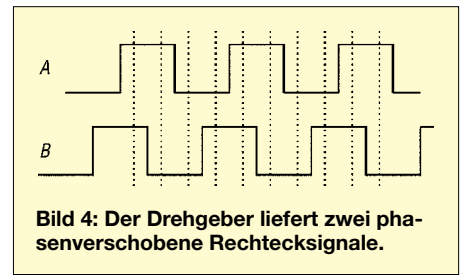 A
B
Bild 4: Der Drehgeber liefert zwei pha-
senverschobene Rechtecksignale.